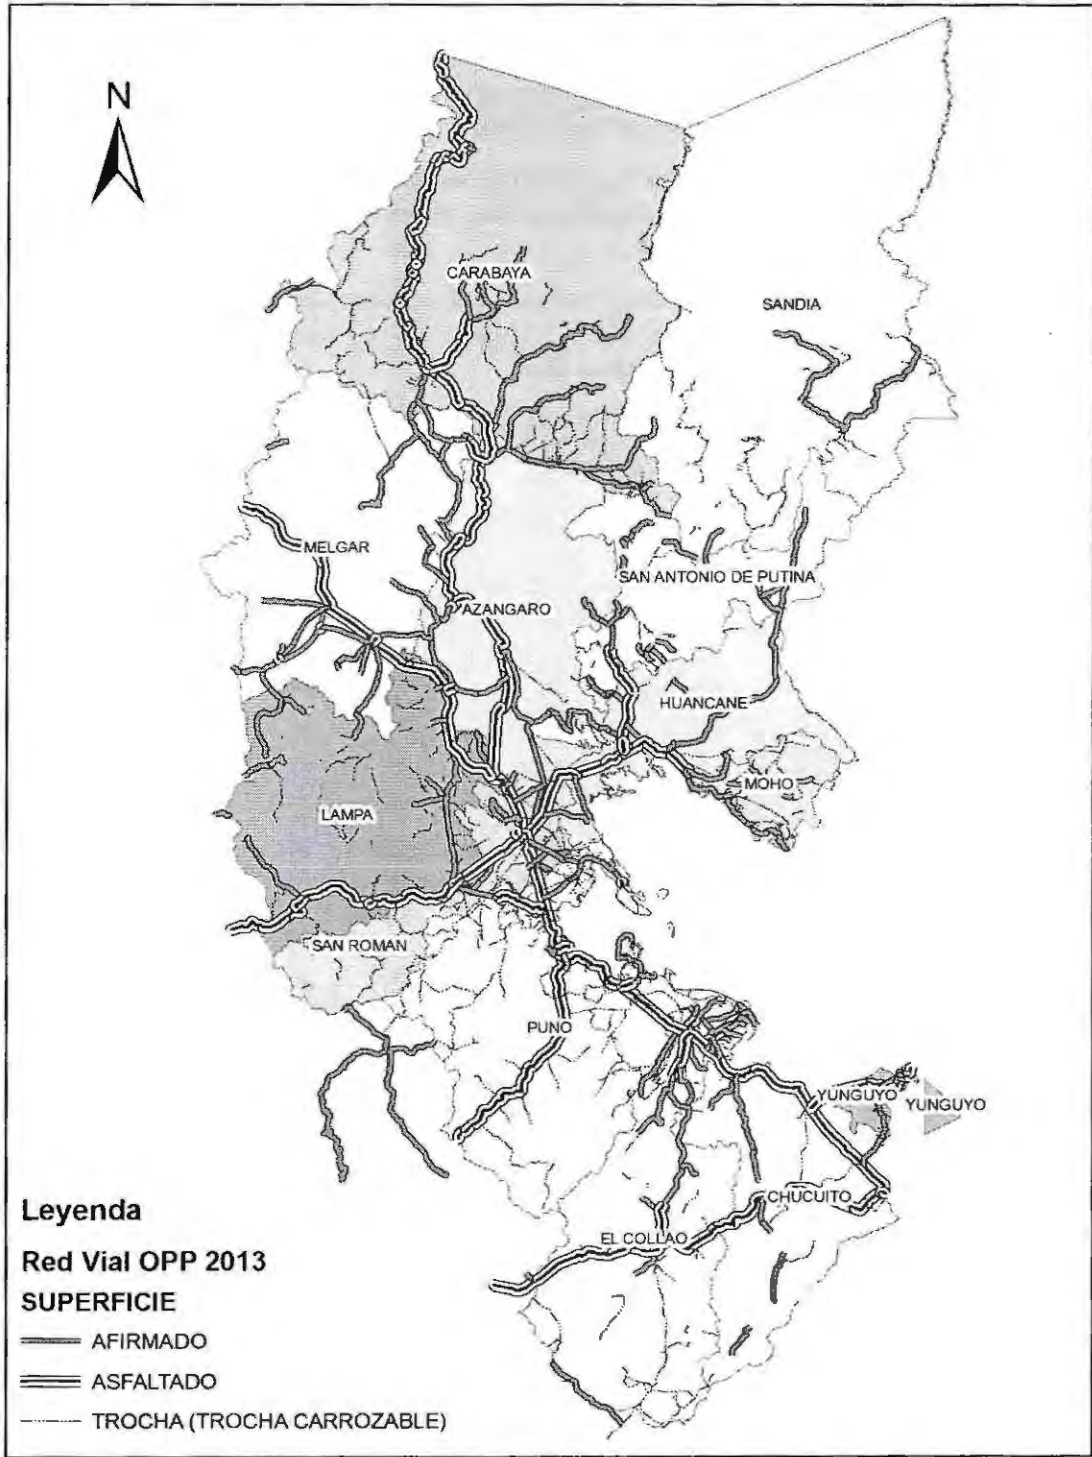 N
CARABAYA
SANDIA
MELGAR
SAN ANTONIO DE PUTINA
AZANGARO
HUANCANE
MOHO
LAMPA
SAN ROMAN
PUNO
YUNGUYO
YUNGUYO
CHUCUITO
EL COLLAO
Leyenda
Red Vial OPP 2013
SUPERFICIE
AFIRMADO
ASFALTADO
TROCHA (TROCHA CARROZABLE)